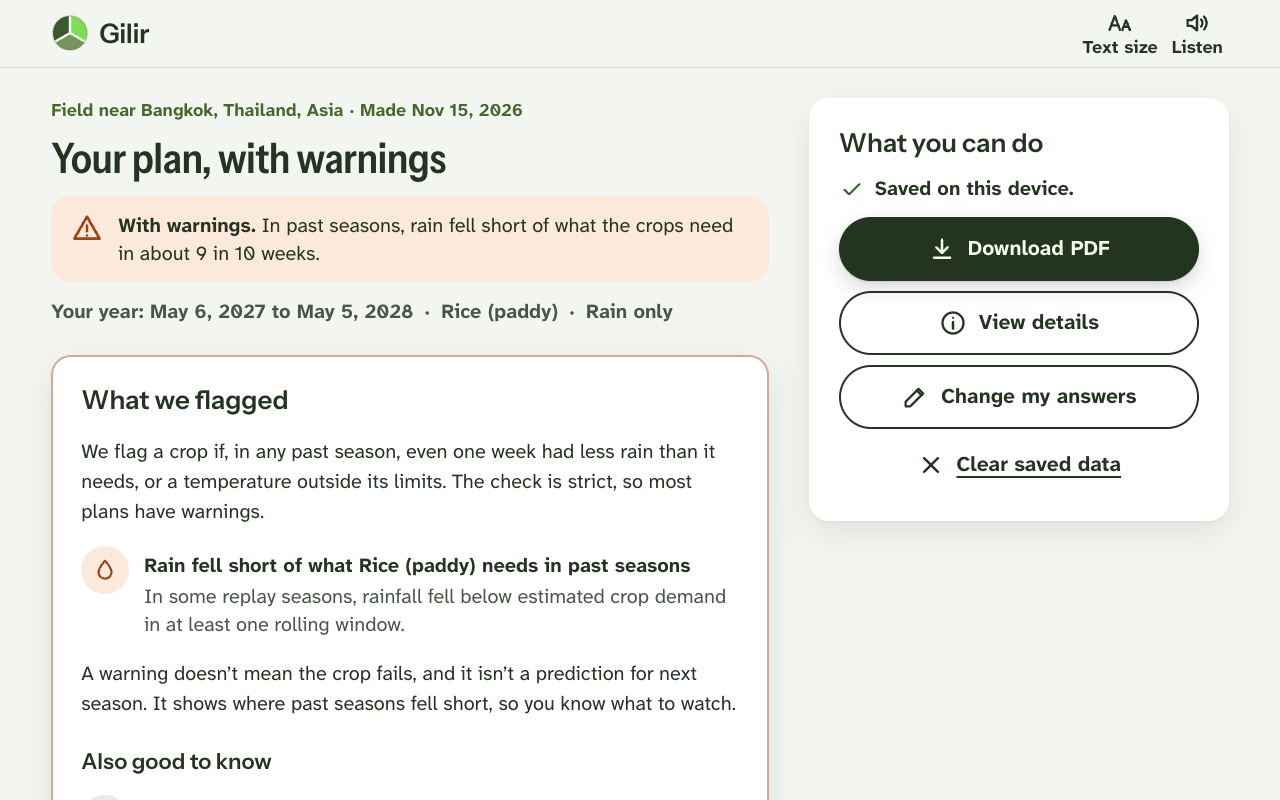 Gilir
Text size
Listen
Field near Bangkok, Thailand, Asia · Made Nov 15, 2026
Your plan, with warnings
With warnings. In past seasons, rain fell short of what the crops need
in about 9 in 10 weeks.
Your year: May 6, 2027 to May 5, 2028 · Rice (paddy) · Rain only
What we flagged
We flag a crop if, in any past season, even one week had less rain than it
needs, or a temperature outside its limits. The check is strict, so most
plans have warnings.
Rain fell short of what Rice (paddy) needs in past seasons
In some replay seasons, rainfall fell below estimated crop demand
in at least one rolling window.
A warning doesn’t mean the crop fails, and it isn’t a prediction for next
season. It shows where past seasons fell short, so you know what to watch.
Also good to know
What you can do
Saved on this device.
Download PDF
View details
Change my answers
Clear saved data